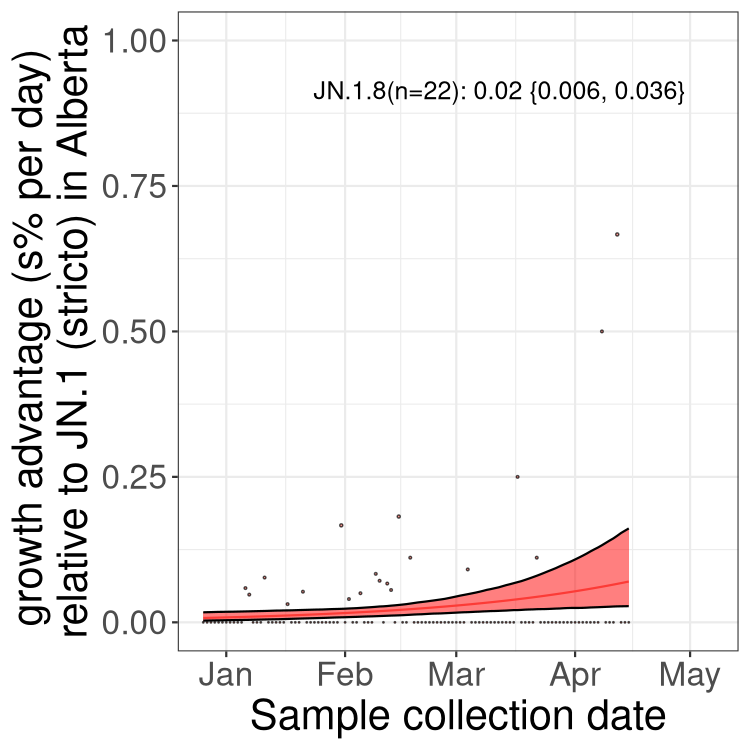 growth advantage (s% per day)
relative to JN.1 (stricto) in Alberta
1.00
0.75
0.50
0.25
0.00
JN.1.8(n=22): 0.02 {0.006, 0.036}
Jan Feb Mar Apr May
Sample collection date